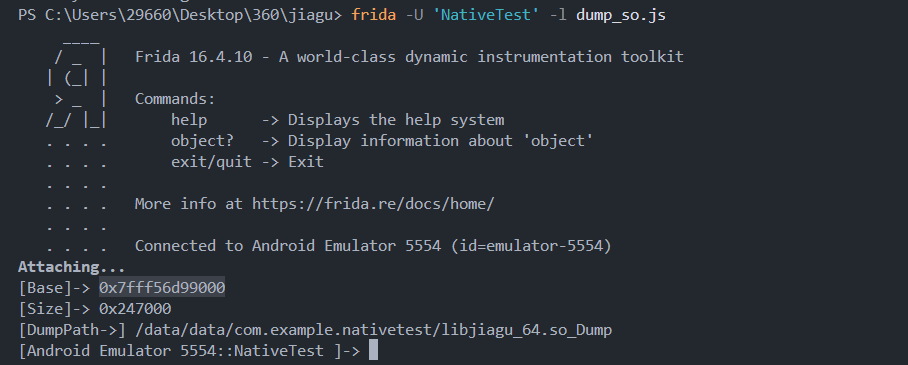 PS C:\Users\29660\Desktop\360\jiagu> frida -U 'NativeTest' -l dump_so.js
     ____
    / _  |   Frida 16.4.10 - A world-class dynamic instrumentation toolkit
   | (_| |
    > _  |   Commands:
   /_/ |_|       help      -> Displays the help system
   . . . .       object?   -> Display information about 'object'
   . . . .       exit/quit -> Exit
   . . . .
   . . . .   More info at https://frida.re/docs/home/
   . . . .
   . . . .   Connected to Android Emulator 5554 (id=emulator-5554)
Attaching...
[Base]-> 0x7fff56d99000
[Size]-> 0x247000
[DumpPath->] /data/data/com.example.nativetest/libjiagu_64.so_Dump
[Android Emulator 5554::NativeTest ]->